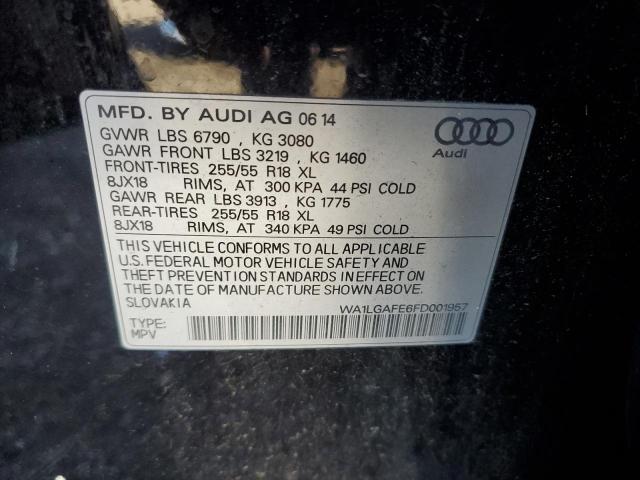 MFD. BY AUDI AG 06 14
GVWR LBS 6790 , KG 3080
GAWR FRONT LBS 3219 , KG 1460
FRONT-TIRES 255/55 R18 XL
8JX18 RIMS, AT 300 KPA 44 PSI COLD
GAWR REAR LBS 3913 , KG 1775
REAR-TIRES 255/55 R18 XL
8JX18 RIMS, AT 340 KPA 49 PSI COLD
Audi
THIS VEHICLE CONFORMS TO ALL APPLICABLE
U.S. FEDERAL MOTOR VEHICLE SAFETY AND
THEFT PREVENTION STANDARDS IN EFFECT ON
THE DATE OF MANUFACTURE SHOWN ABOVE.
SLOVAKIA
WA1LGAFE6FD001957
TYPE:
MPV